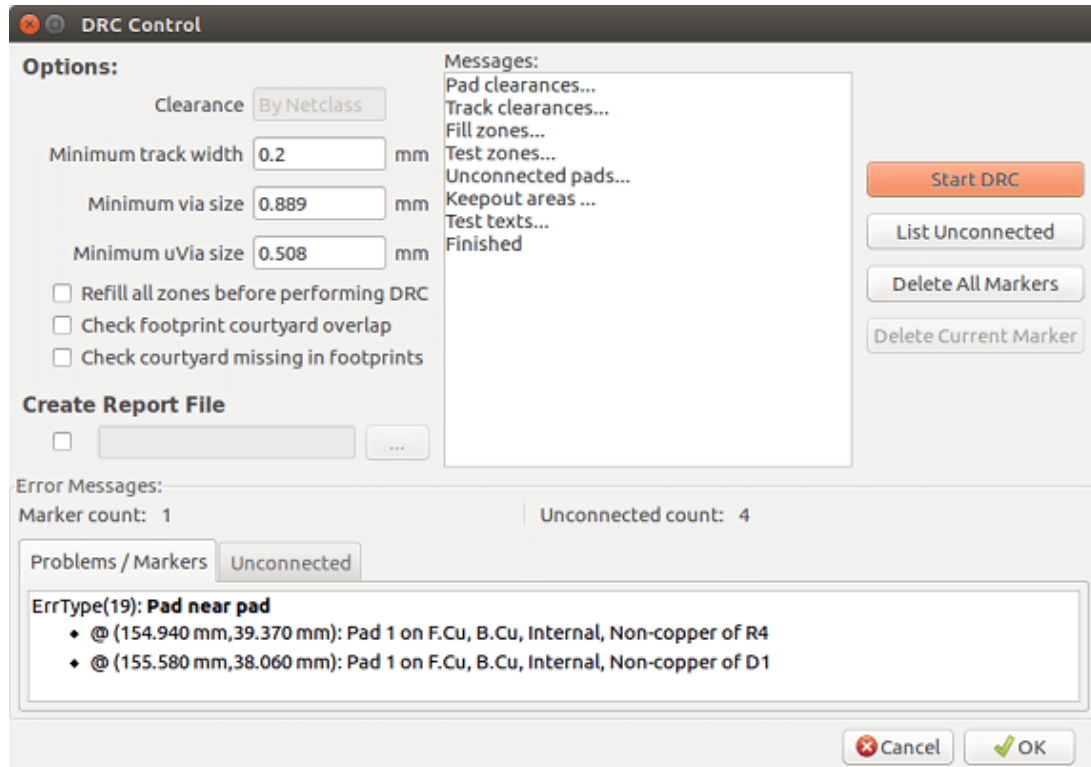 DRC Control
Options:
Clearance By Netclass
Minimum track width 0.2 mm
Minimum via size 0.889 mm
Minimum uVia size 0.508 mm
Refill all zones before performing DRC
Check footprint courtyard overlap
Check courtyard missing in footprints
Create Report File
...
Messages:
Pad clearances...
Track clearances...
Fill zones...
Test zones...
Unconnected pads...
Keepout areas ...
Test texts...
Finished
Start DRC
List Unconnected
Delete All Markers
Delete Current Marker
Error Messages:
Marker count: 1 Unconnected count: 4
Problems / Markers Unconnected
ErrType(19): Pad near pad
@ (154.940 mm,39.370 mm): Pad 1 on F.Cu, B.Cu, Internal, Non-copper of R4
@ (155.580 mm,38.060 mm): Pad 1 on F.Cu, B.Cu, Internal, Non-copper of D1
Cancel OK